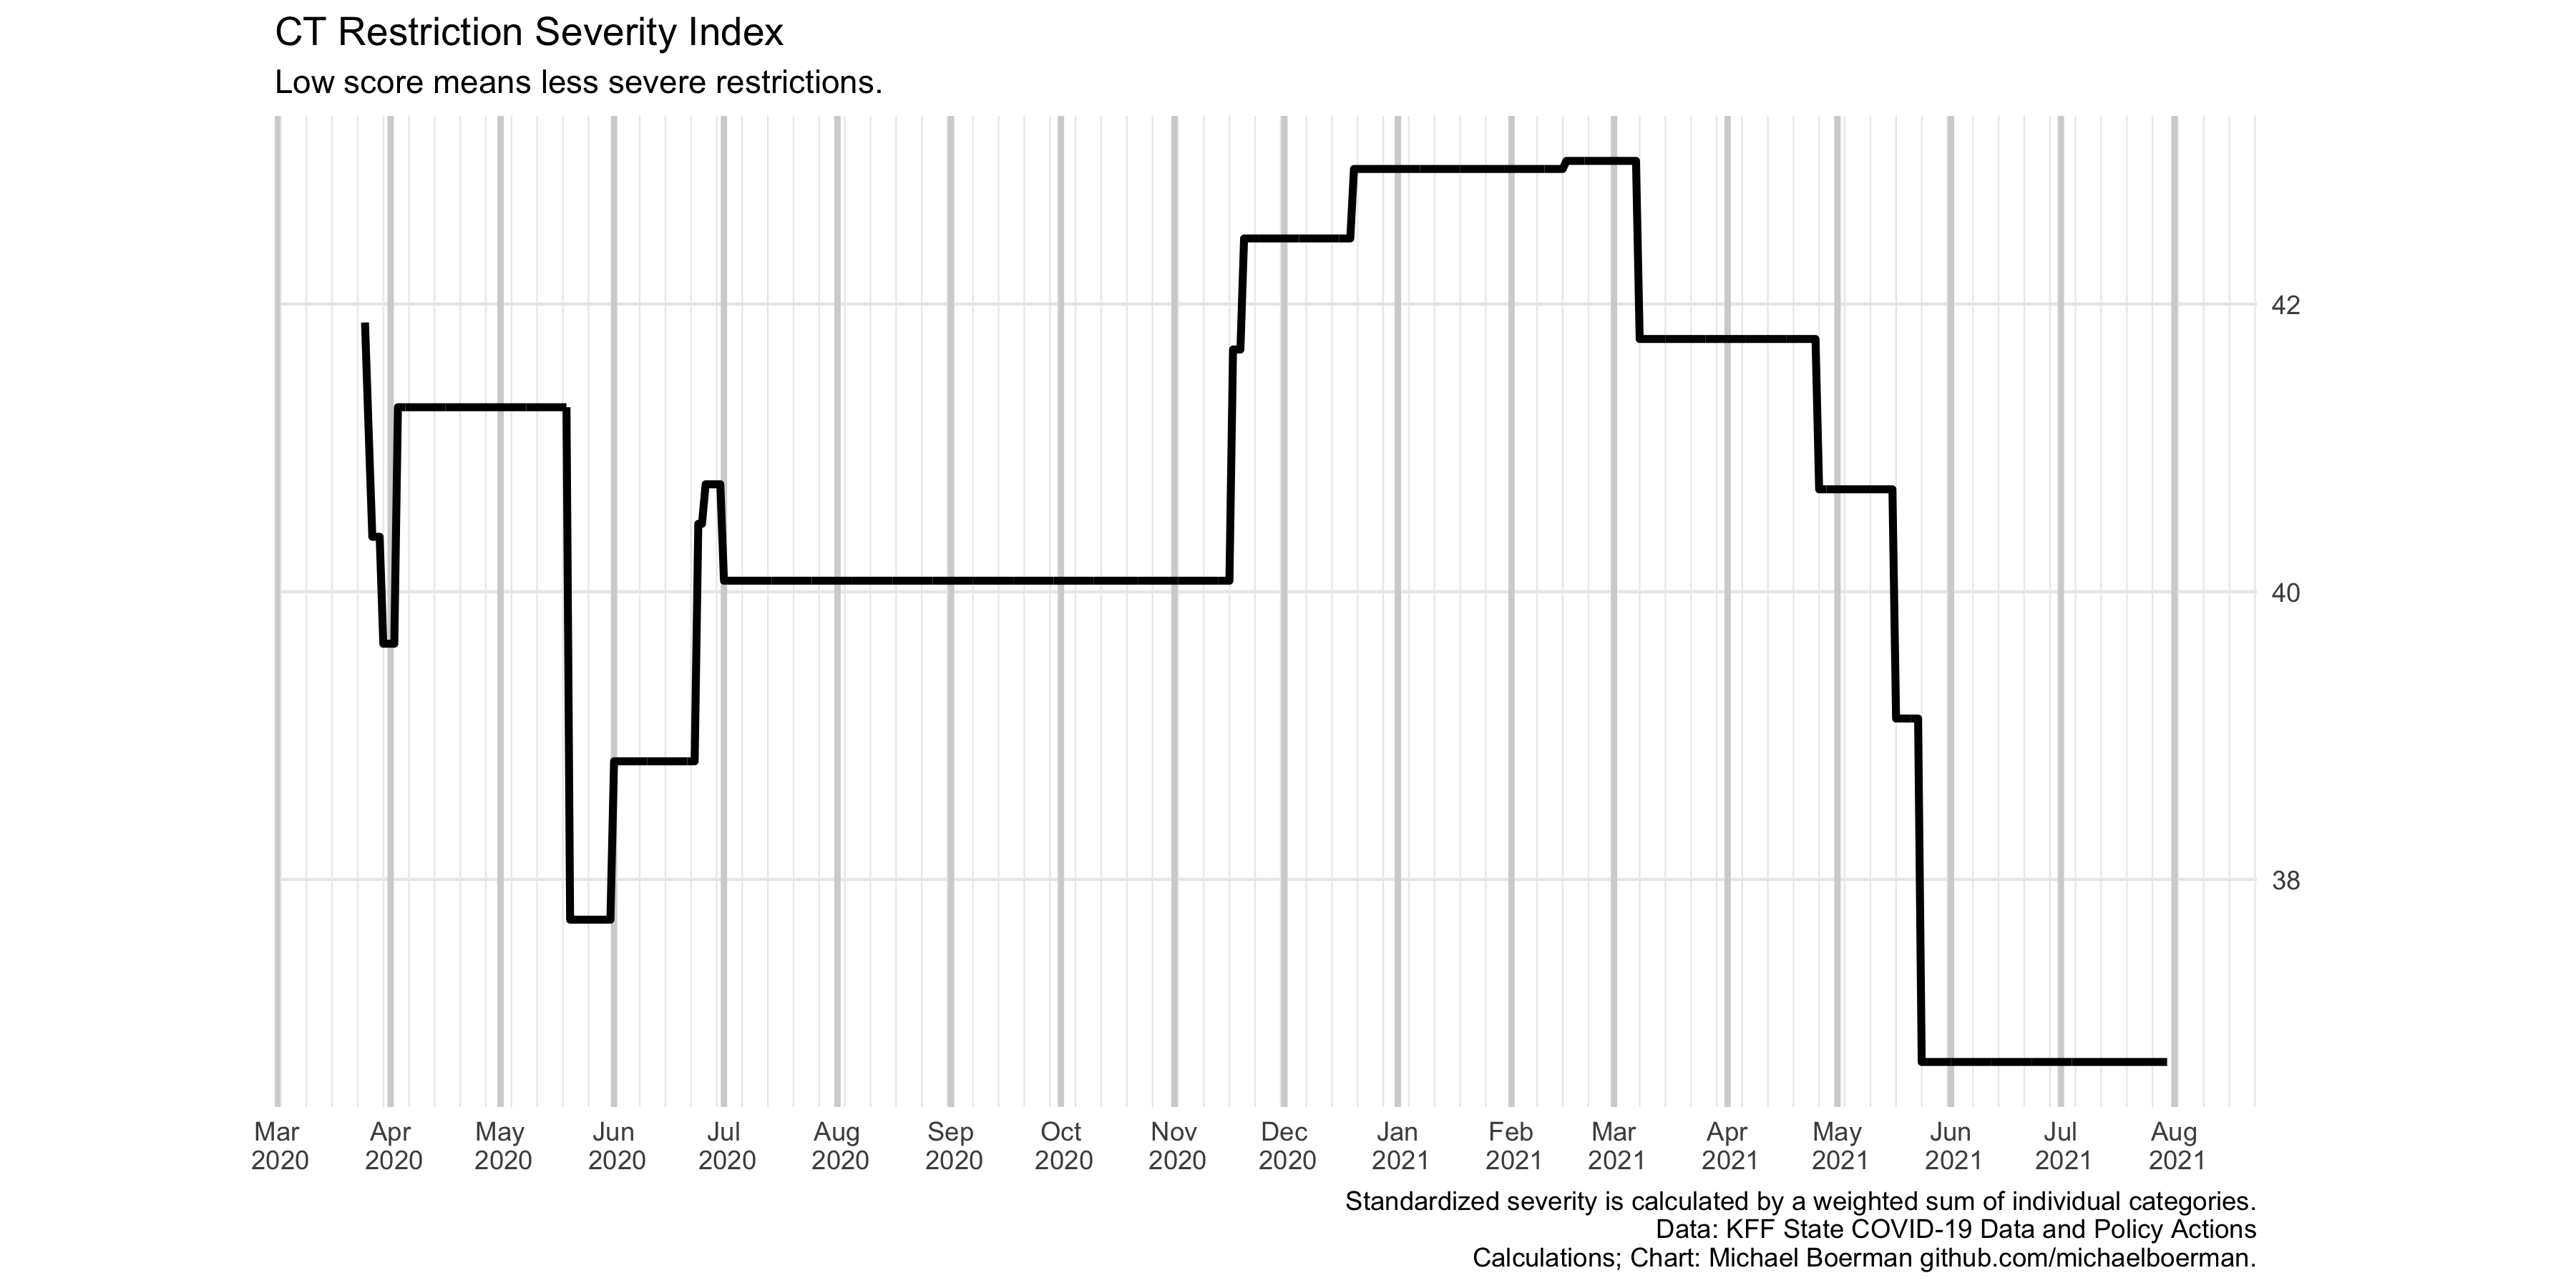 CT Restriction Severity Index
Low score means less severe restrictions.
42
40
38
Mar Apr May Jun Jul Aug Sep Oct Nov Dec Jan Feb Mar Apr May Jun Jul Aug
2020 2020 2020 2020 2020 2020 2020 2020 2020 2020 2021 2021 2021 2021 2021 2021 2021 2021
Standardized severity is calculated by a weighted sum of individual categories.
Data: KFF State COVID-19 Data and Policy Actions
Calculations; Chart: Michael Boerman github.com/michaelboerman.